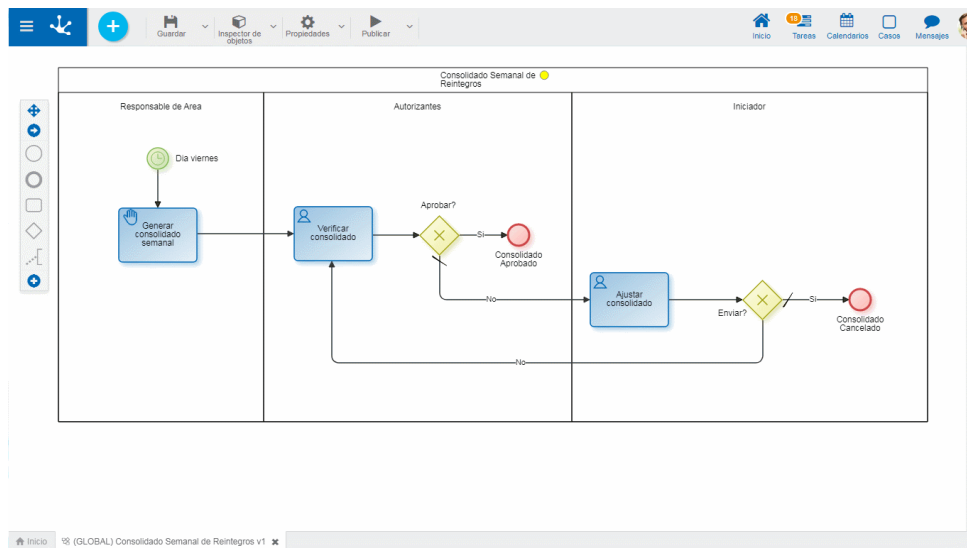 Guardar
Inspector de
objetos
Propiedades
Publicar
Inicio
18
Tareas
Calendarios
Casos
Mensajes
Consolidado Semanal de
Reintegros
Responsable de Area
Autorizantes
Iniciador
Dia viernes
Generar
consolidado
semanal
Verificar
consolidado
Aprobar?
Si
Consolidado
Aprobado
No
Ajustar
consolidado
Enviar?
Si
Consolidado
Cancelado
No
Inicio
(GLOBAL) Consolidado Semanal de Reintegros v1